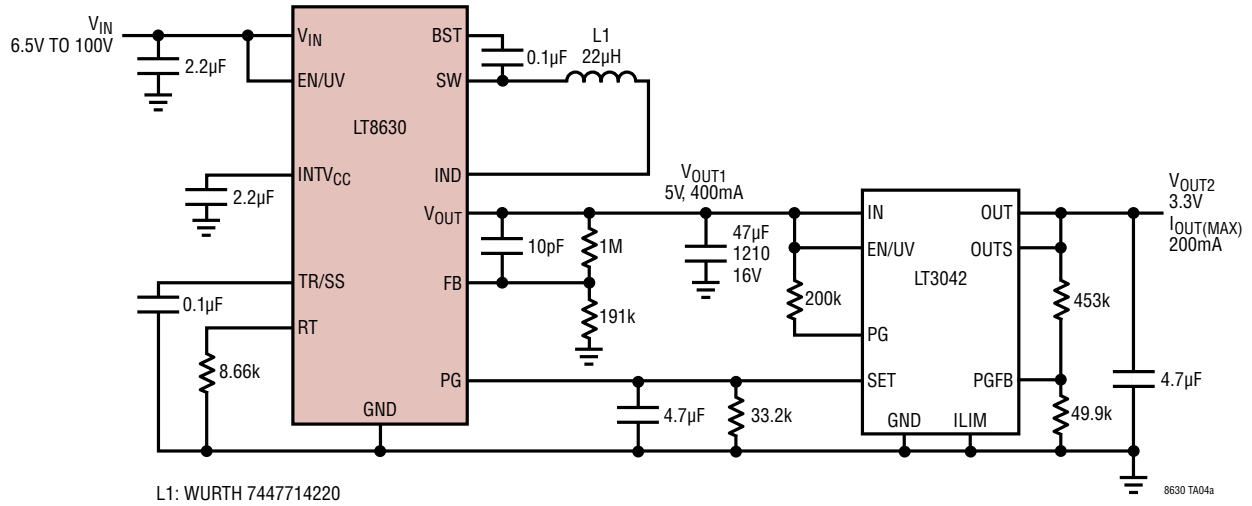 VIN
6.5V TO 100V
2.2µF
VIN
EN/UV
LT8630
INTVCC
2.2µF
TR/SS
0.1µF
RT
8.66k
GND
BST
SW
IND
VOUT
FB
PG
0.1µF
L1
22µH
10pF
1M
191k
VOUT1
5V, 400mA
47µF
1210
16V
200k
4.7µF
33.2k
IN
EN/UV
LT3042
PG
SET
GND
ILIM
OUT
OUTS
PGFB
453k
49.9k
VOUT2
3.3V
IOUT(MAX)
200mA
4.7µF
L1: WURTH 7447714220
8630 TA04a